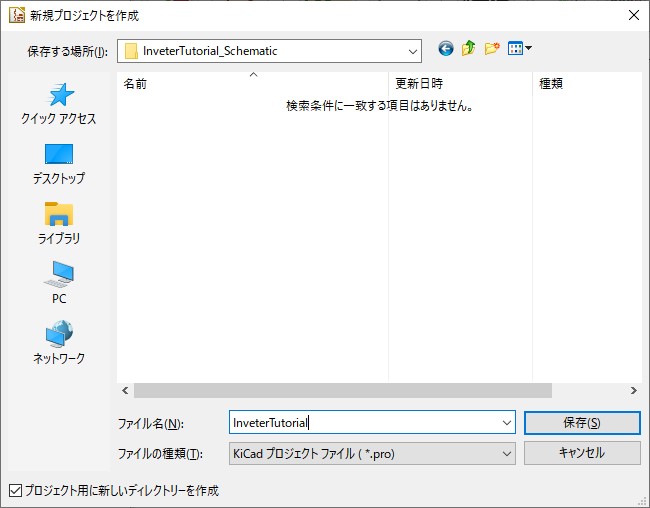 新規プロジェクトを作成
保存する場所(I):
InveterTutorial_Schematic
名前
更新日時
種類
検索条件に一致する項目はありません。
クイック アクセス
デスクトップ
ライブラリ
PC
ネットワーク
ファイル名(N):
InveterTutorial
保存(S)
ファイルの種類(T):
KiCad プロジェクト ファイル ( *.pro)
キャンセル
プロジェクト用に新しいディレクトリーを作成